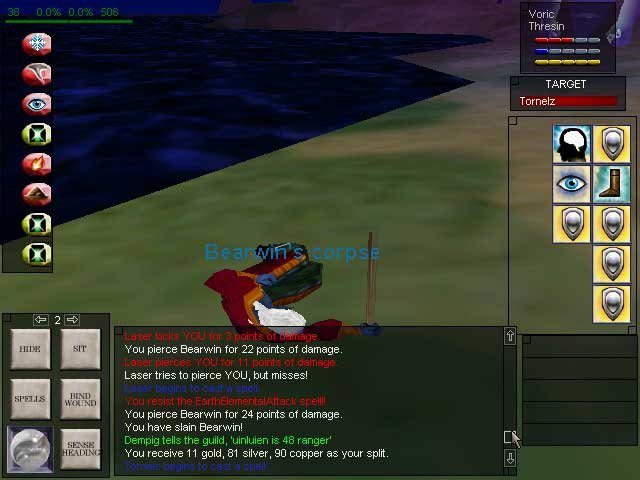 38 0.0% 0.0% 506
Voric
Thresin
TARGET
Tornelz
Bearwin's corpse
2
HIDE
SIT
SPELLS
BIND
WOUND
SENSE
HEADING
Laser kicks YOU for 3 points of damage.
You pierce Bearwin for 22 points of damage.
Laser pierces YOU for 11 points of damage.
Laser tries to pierce YOU, but misses!
Laser begins to cast a spell.
You resist the EarthElementalAttack spell!
You pierce Bearwin for 24 points of damage.
You have slain Bearwin!
Dempig tells the guild, 'uinluien is 48 ranger'
You receive 11 gold, 81 silver, 90 copper as your split.
begins to cast a spell.